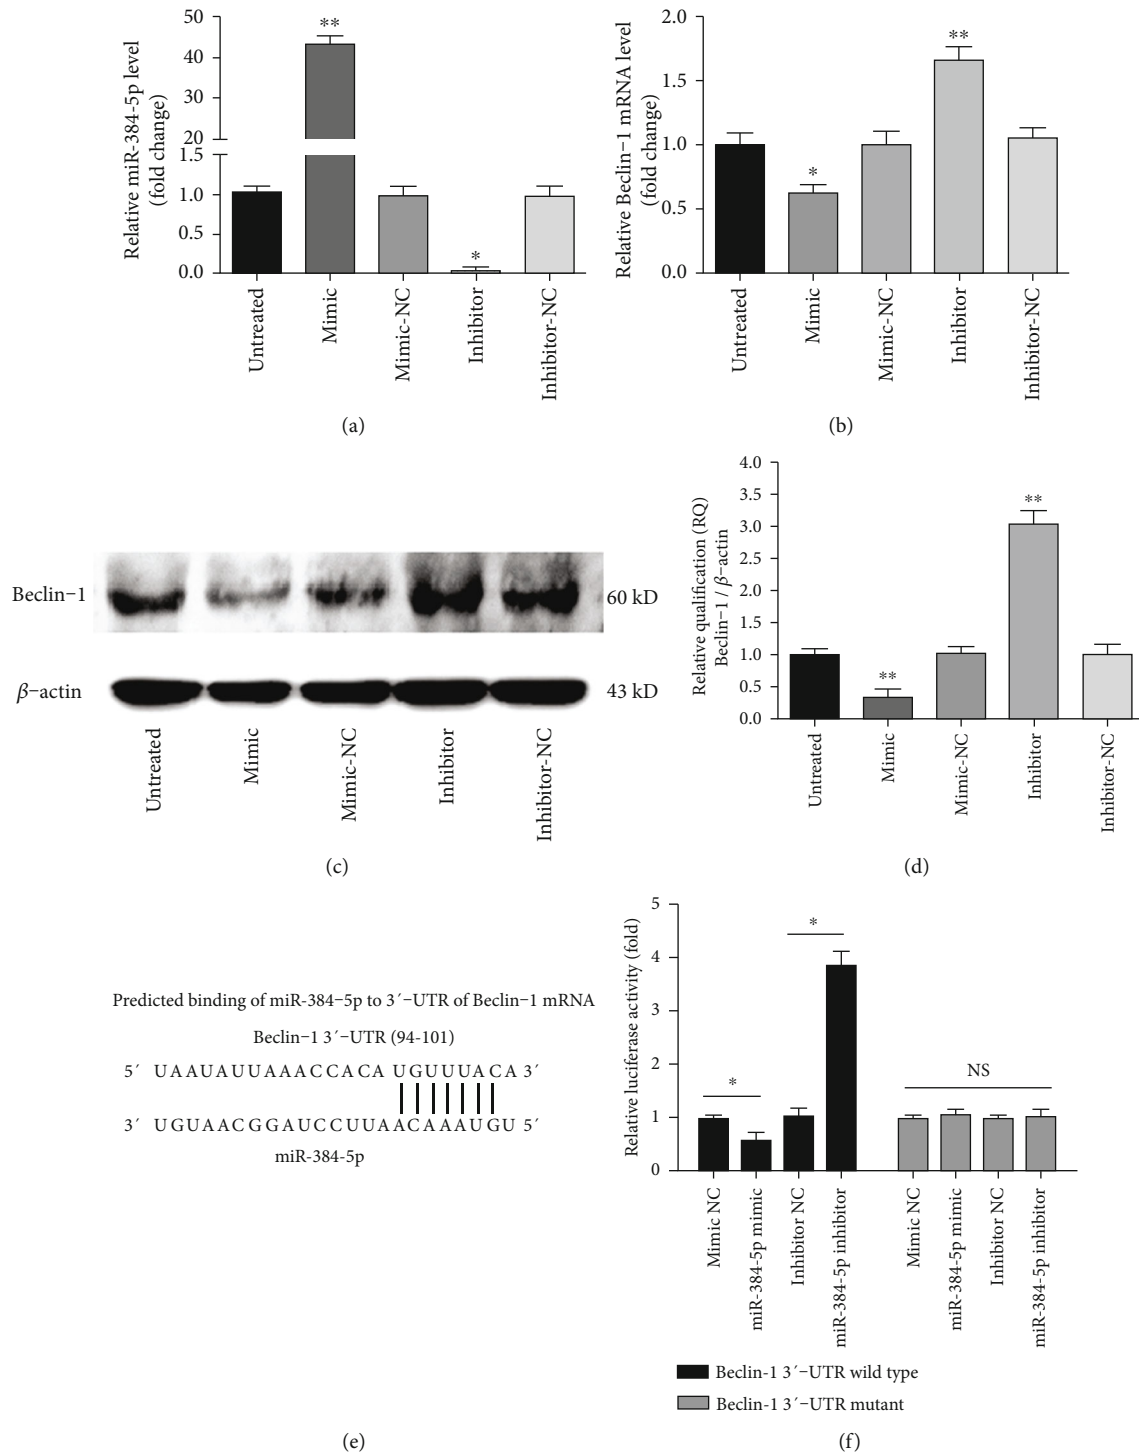 Relative miR-384-5p level
(fold change)
50
40
30
20
1.5
1.0
0.5
0.0
**
*
Untreated
Mimic
Mimic-NC
Inhibitor
Inhibitor-NC
(a)
Relative Beclin−1 mRNA level
(fold change)
2.0
1.5
1.0
0.5
0.0
*
**
Untreated
Mimic
Mimic-NC
Inhibitor
Inhibitor-NC
(b)
Beclin−1
60 kD
β−actin
43 kD
Untreated
Mimic
Mimic-NC
Inhibitor
Inhibitor-NC
(c)
Relative qualification (RQ)
Beclin−1 / β−actin
4.0
3.0
2.0
1.0
0.5
0.0
**
**
Untreated
Mimic
Mimic-NC
Inhibitor
Inhibitor-NC
(d)
Predicted binding of miR-384−5p to 3′−UTR of Beclin−1 mRNA
Beclin−1 3′−UTR (94-101)
5′ UAAUAUUAAACCACA UGUUUACA 3′
3′ UGUAACGGAUCCUUAACAAAUGU 5′
miR-384-5p
(e)
Relative luciferase activity (fold)
5
4
3
2
1
0
*
*
NS
Mimic NC
miR-384-5p mimic
Inhibitor NC
miR-384-5p inhibitor
Mimic NC
miR-384-5p mimic
Inhibitor NC
miR-384-5p inhibitor
Beclin-1 3′−UTR wild type
Beclin-1 3′−UTR mutant
(f)